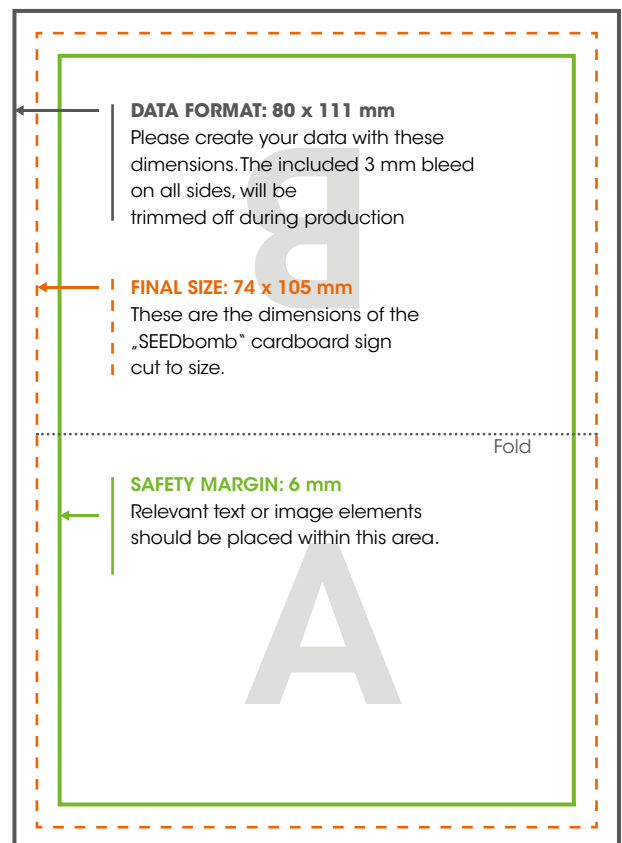 DATA FORMAT: 80 x 111 mm
Please create your data with these
dimensions. The included 3 mm bleed
on all sides, will be
trimmed off during production
B
FINAL SIZE: 74 x 105 mm
These are the dimensions of the
„SEEDbomb‟ cardboard sign
cut to size.
Fold
SAFETY MARGIN: 6 mm
Relevant text or image elements
should be placed within this area.
A